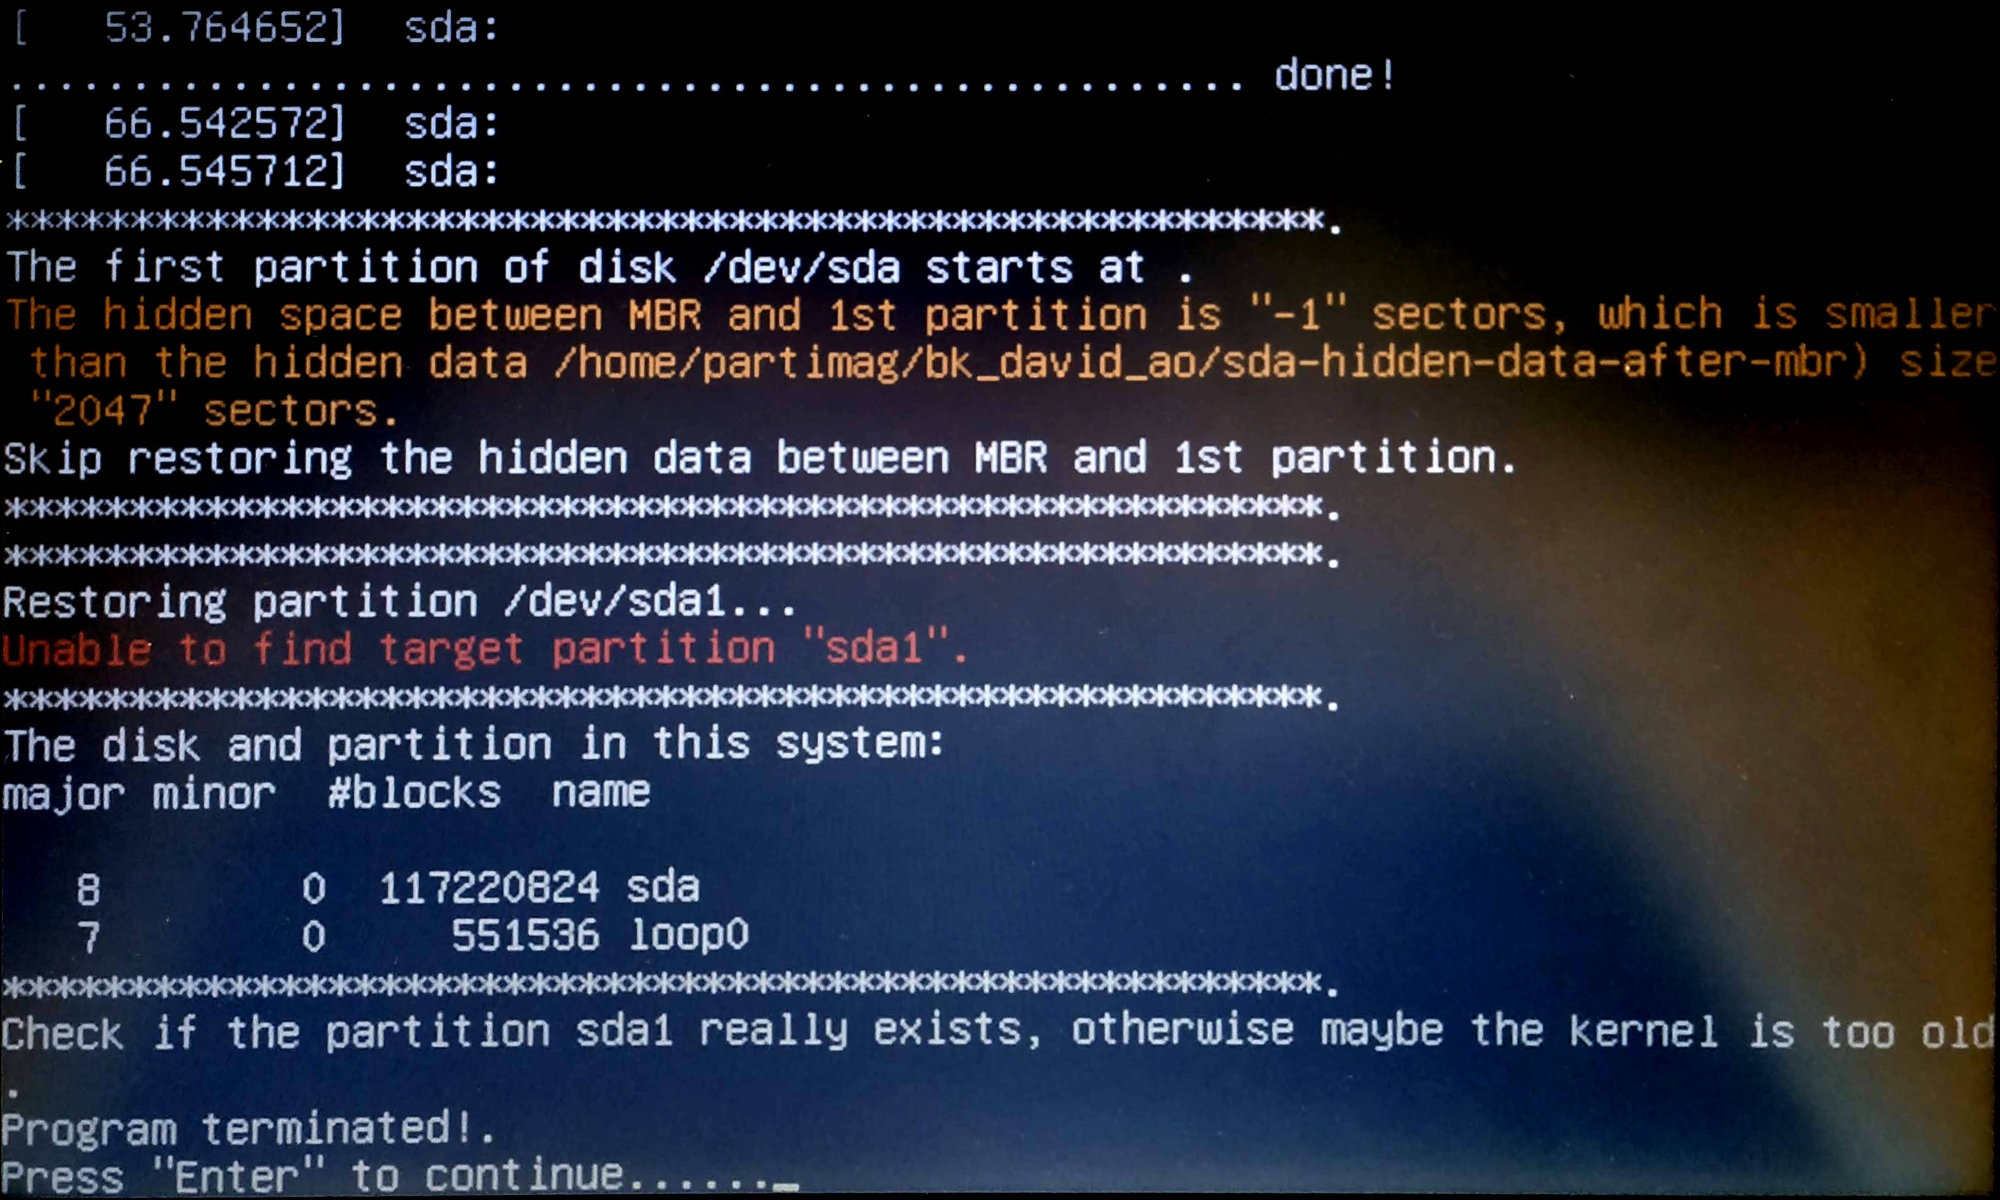 [   53.764652]  sda:
.................................................. done!
[   66.542572]  sda:
[   66.545712]  sda:
*****************************************************.
The first partition of disk /dev/sda starts at .
The hidden space between MBR and 1st partition is "-1" sectors, which is smaller
 than the hidden data /home/partimag/bk_david_ao/sda-hidden-data-after-mbr) size
 "2047" sectors.
Skip restoring the hidden data between MBR and 1st partition.
*****************************************************.
*****************************************************.
Restoring partition /dev/sda1...
Unable to find target partition "sda1".
*****************************************************.
The disk and partition in this system:
major minor  #blocks  name

   8        0  117220824 sda
   7        0     551536 loop0
*****************************************************.
Check if the partition sda1 really exists, otherwise maybe the kernel is too old
.
Program terminated!.
Press "Enter" to continue......_